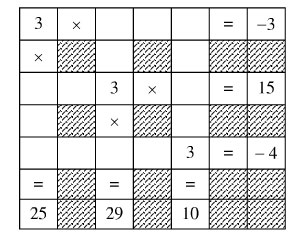 3 × = –3
×
3 × = 15
×
3 = – 4
= = =
25 29 10